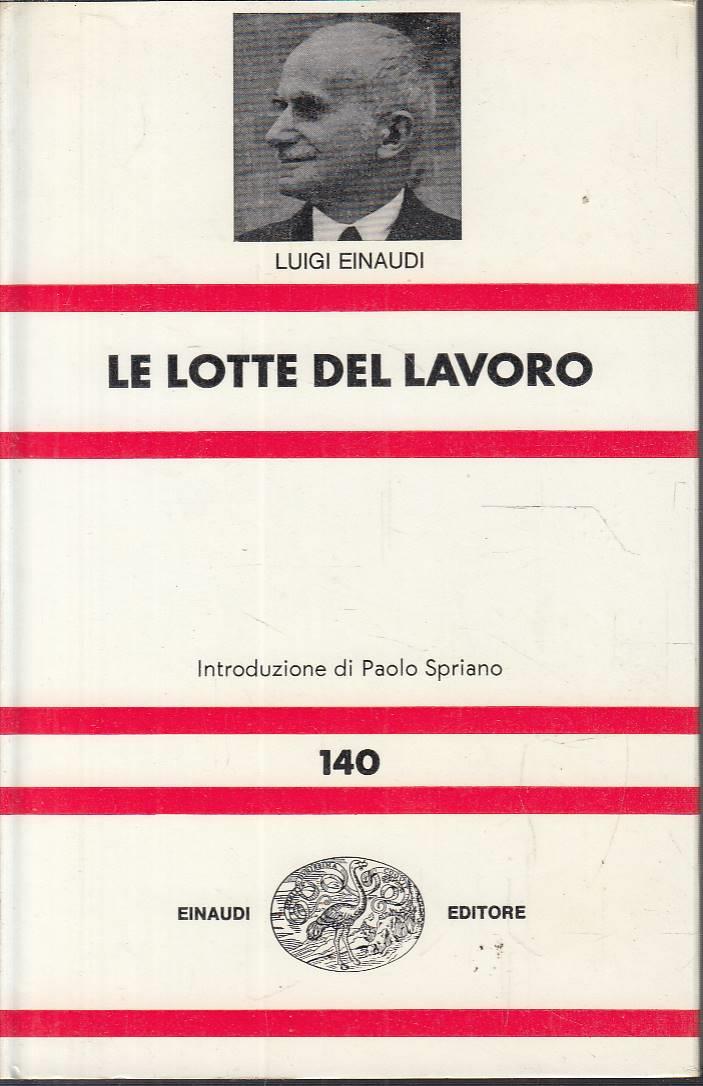 LUIGI EINAUDI
LE LOTTE DEL LAVORO
Introduzione di Paolo Spriano
140
EINAUDI EDITORE